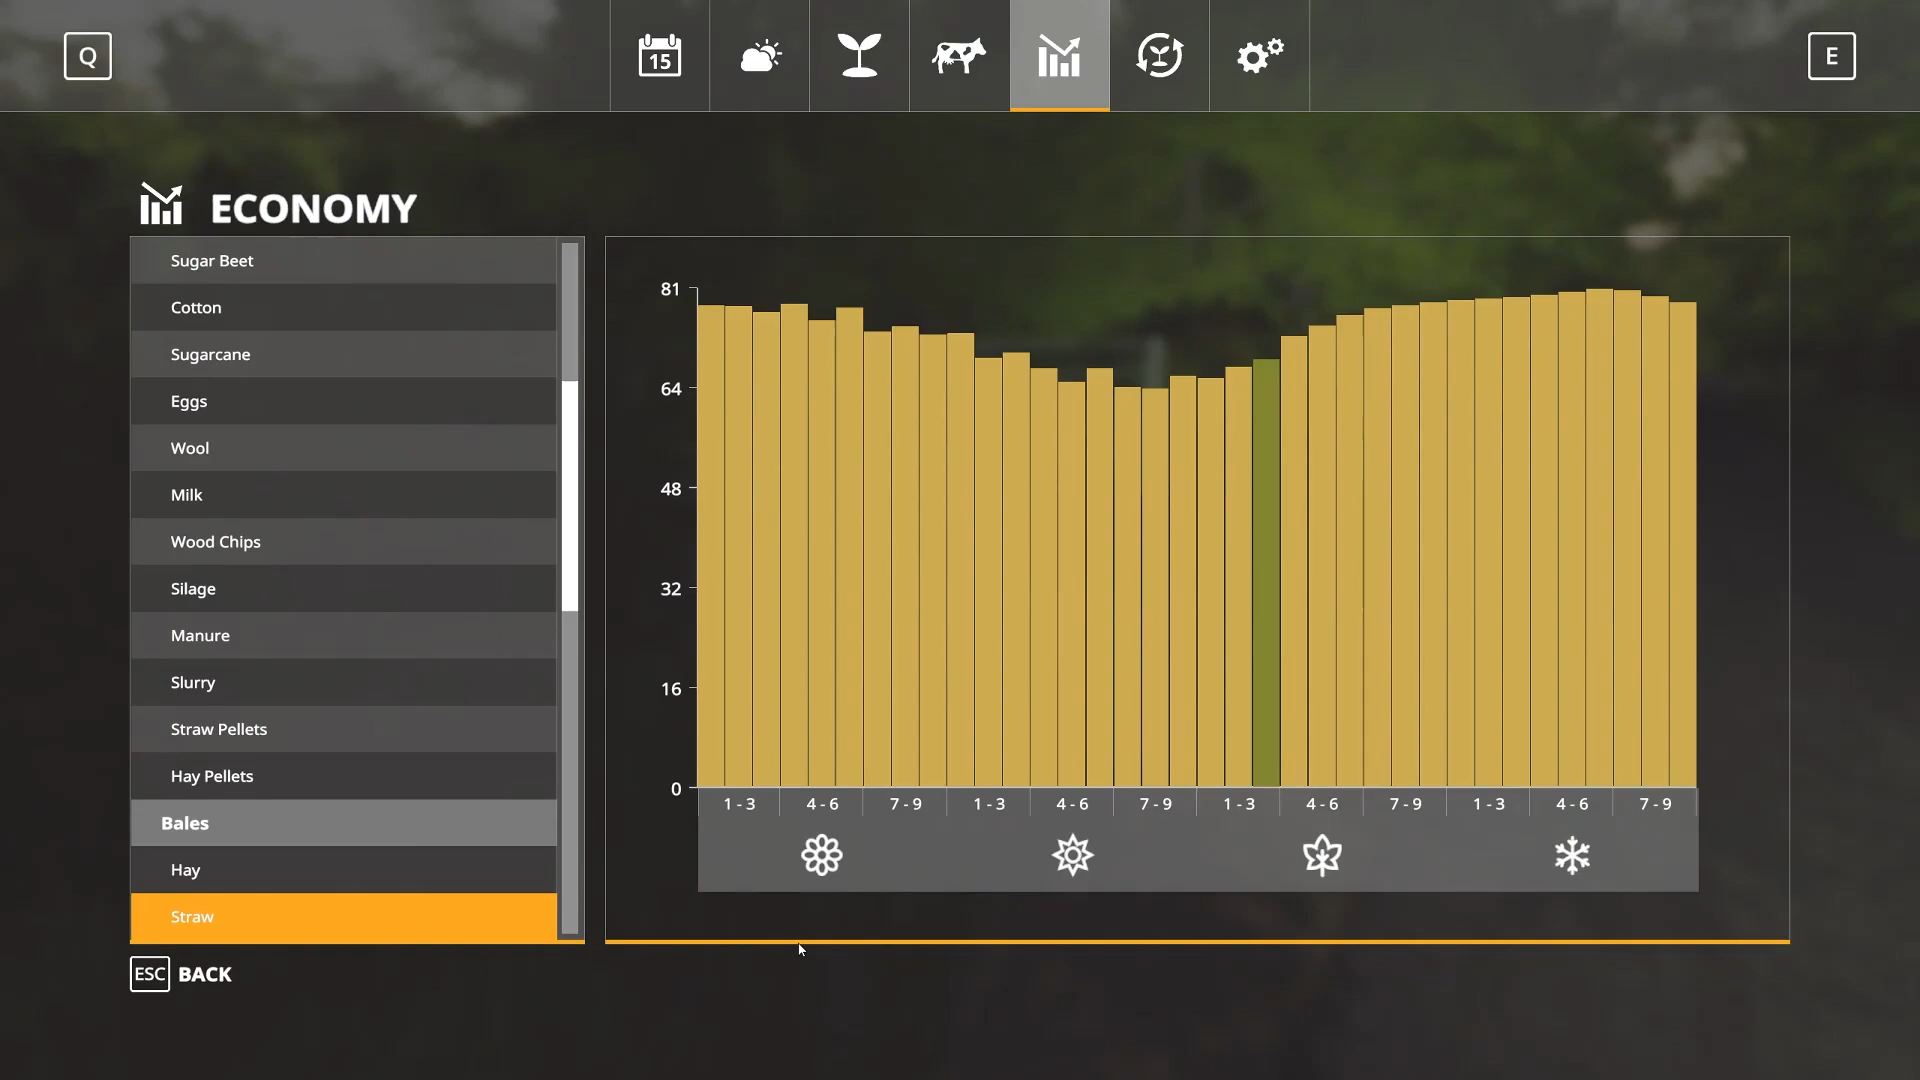 Q
15
E
ECONOMY
Sugar Beet
Cotton
Sugarcane
Eggs
Wool
Milk
Wood Chips
Silage
Manure
Slurry
Straw Pellets
Hay Pellets
Bales
Hay
Straw
81
64
48
32
16
0
1 - 3 4 - 6 7 - 9 1 - 3 4 - 6 7 - 9 1 - 3 4 - 6 7 - 9 1 - 3 4 - 6 7 - 9
ESC BACK